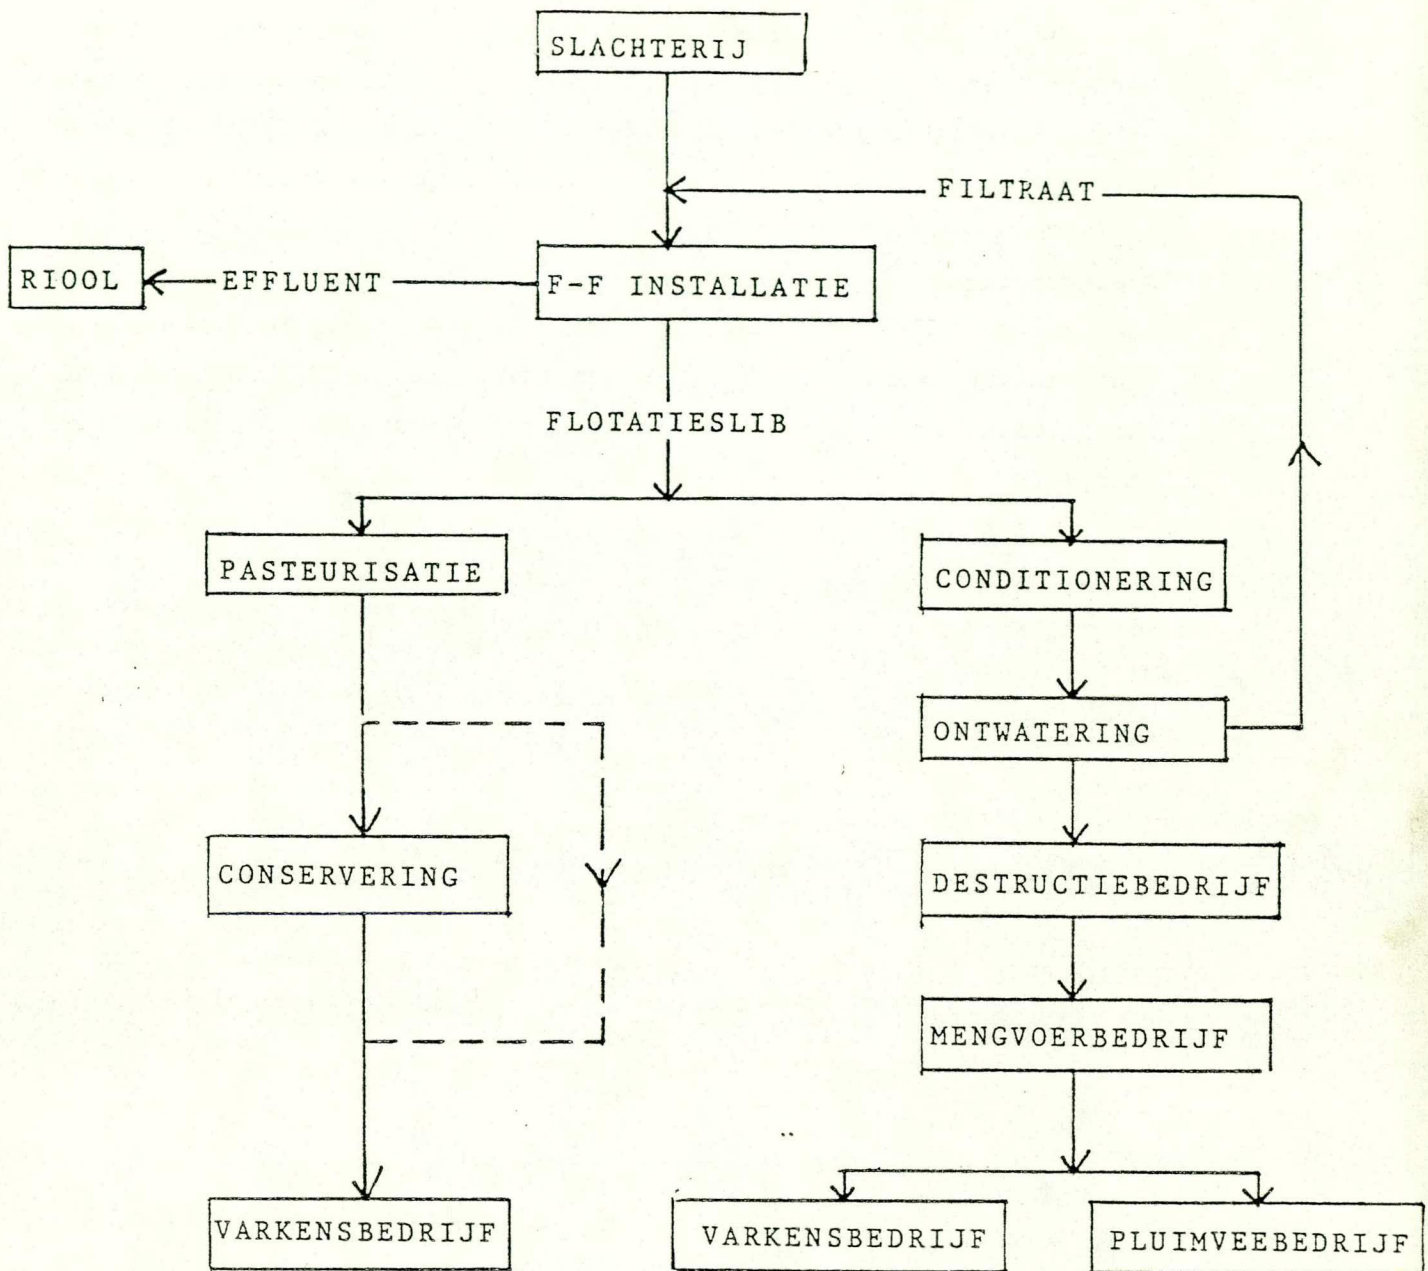 SLACHTERIJ
FILTRAAT
RIOOL
EFFLUENT
F-F INSTALLATIE
FLOTATIESLIB
PASTEURISATIE
CONDITIONERING
ONTWATERING
CONSERVERING
DESTRUCTIEBEDRIJF
MENGVOERBEDRIJF
VARKENSBEDRIJF
VARKENSBEDRIJF
PLUIMVEEBEDRIJF